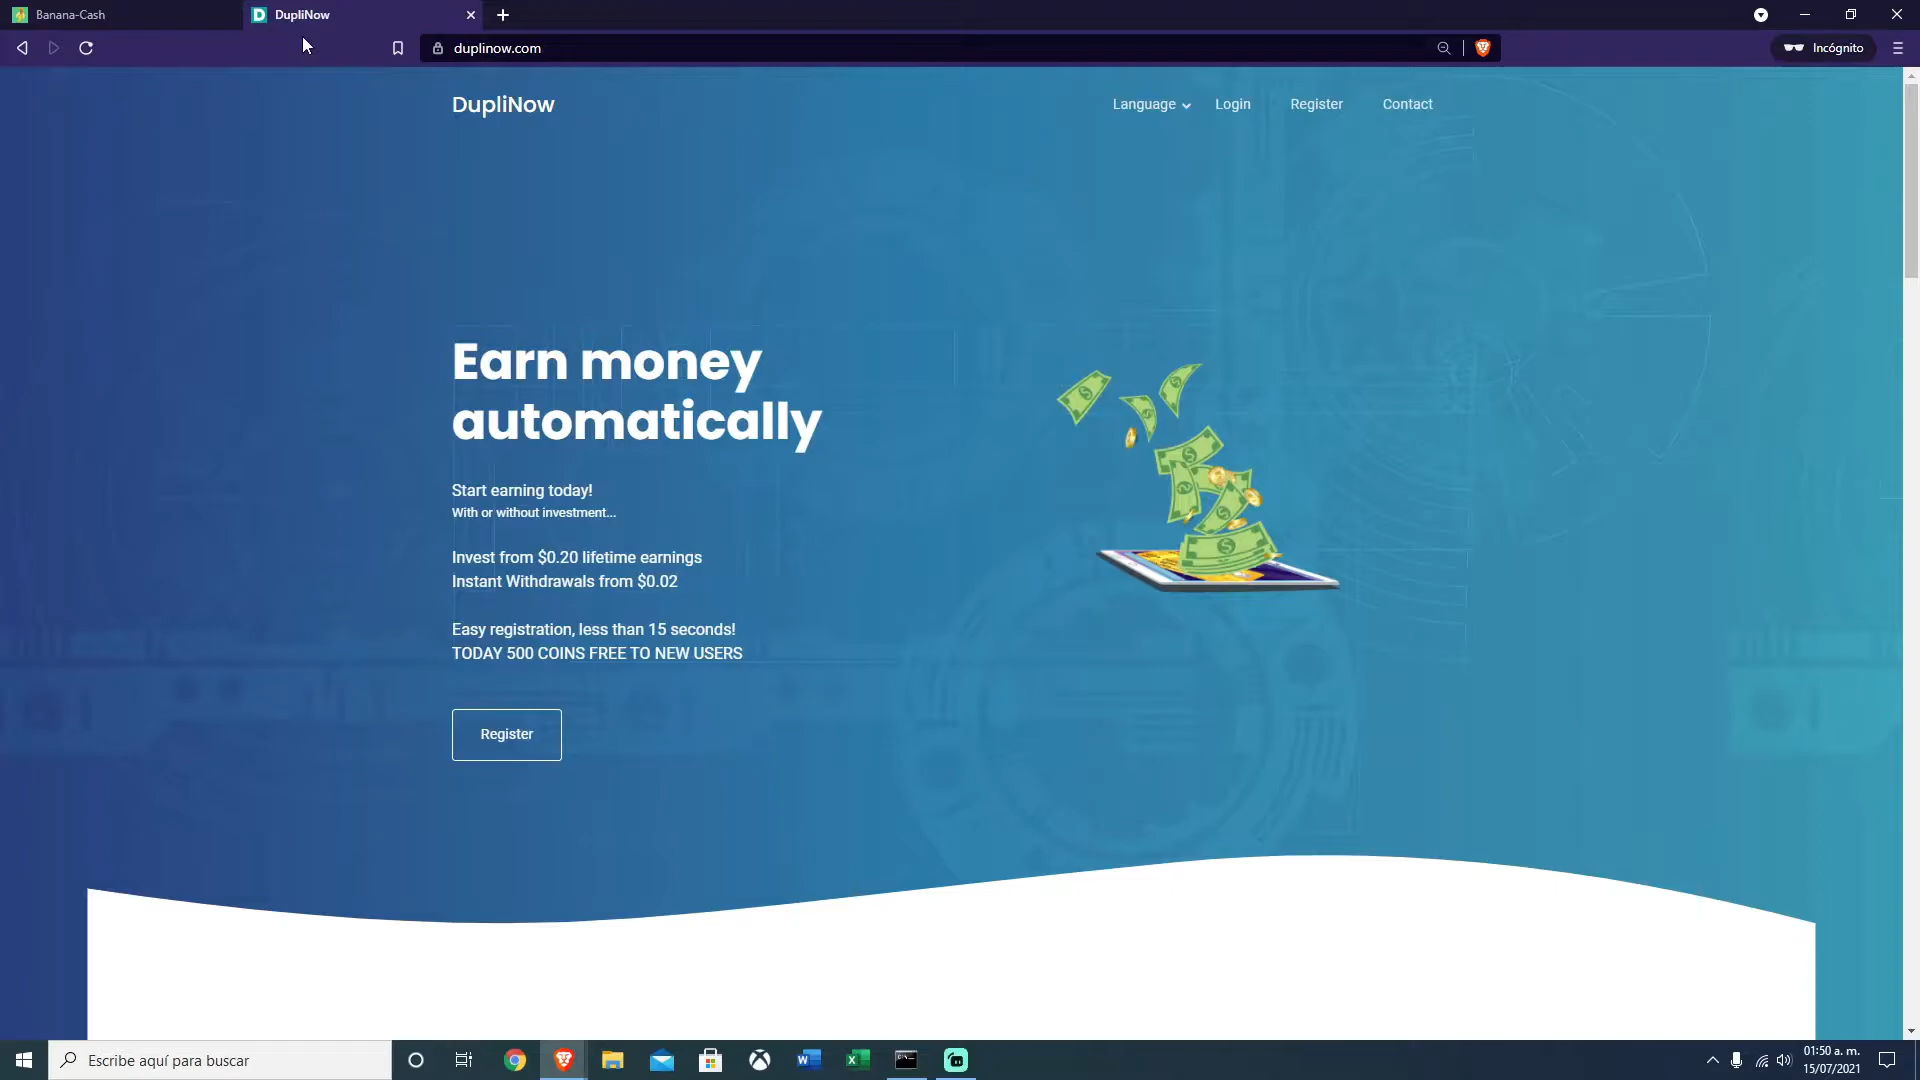 Banana-Cash
DupliNow
duplinow.com
Incógnito
DupliNow
Language
Login
Register
Contact
Earn money
automatically
Start earning today!
With or without investment...
Invest from $0.20 lifetime earnings
Instant Withdrawals from $0.02
Easy registration, less than 15 seconds!
TODAY 500 COINS FREE TO NEW USERS
Register
Escribe aquí para buscar
01:50 a. m.
15/07/2021